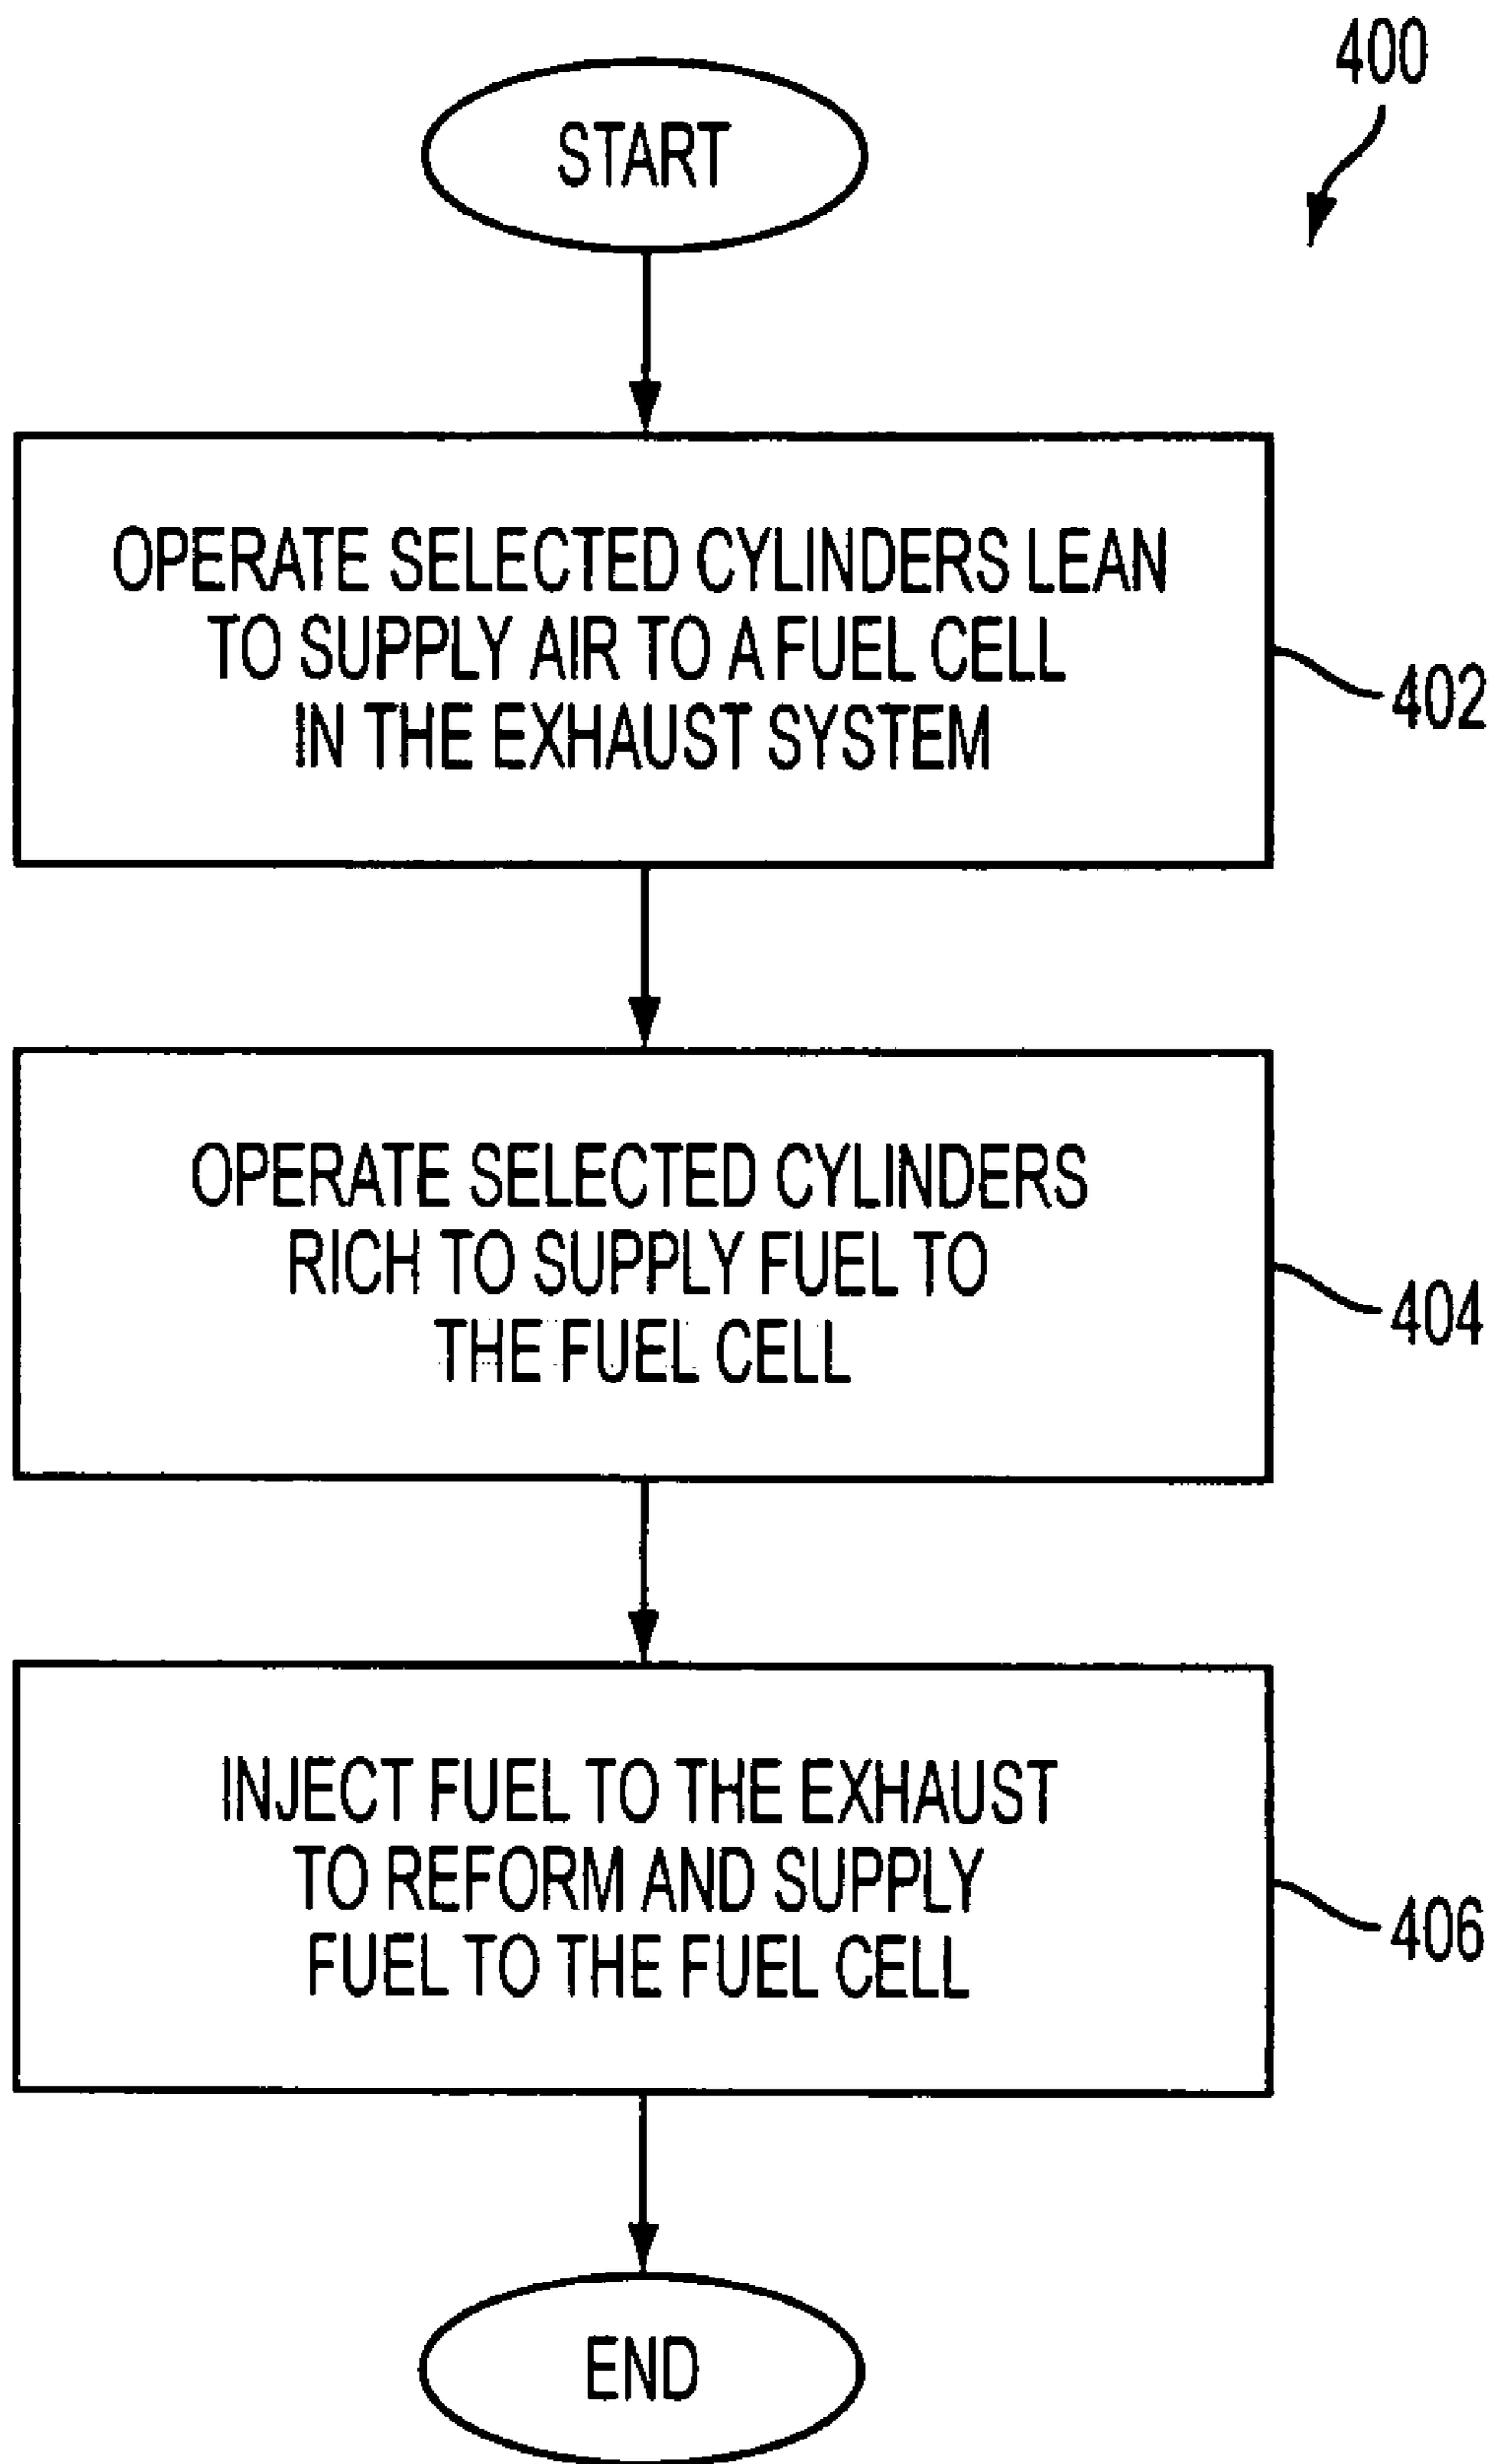 400
START
OPERATE SELECTED CYLINDERS LEAN
TO SUPPLY AIR TO A FUEL CELL
IN THE EXHAUST SYSTEM
402
OPERATE SELECTED CYLINDERS
RICH TO SUPPLY FUEL TO
THE FUEL CELL
404
INJECT FUEL TO THE EXHAUST
TO REFORM AND SUPPLY
FUEL TO THE FUEL CELL
406
END